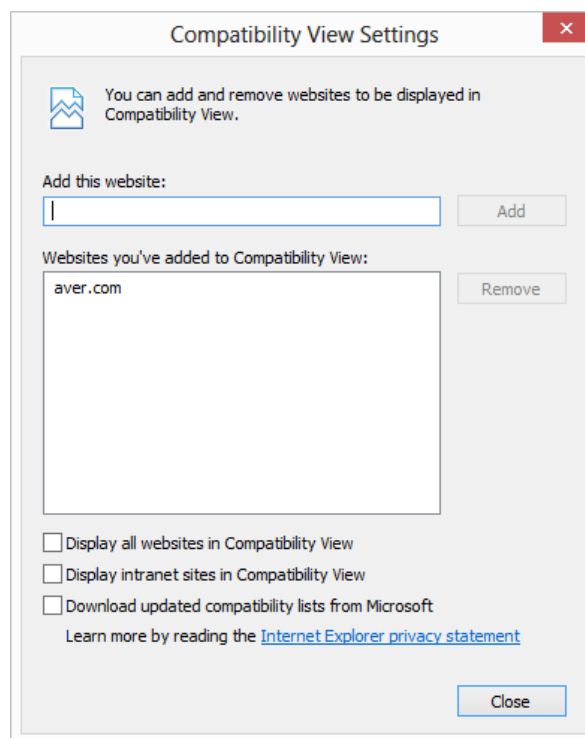 Compatibility View Settings
You can add and remove websites to be displayed in
Compatibility View.
Add this website:
Add
Websites you've added to Compatibility View:
aver.com
Remove
Display all websites in Compatibility View
Display intranet sites in Compatibility View
Download updated compatibility lists from Microsoft
Learn more by reading the Internet Explorer privacy statement
Close